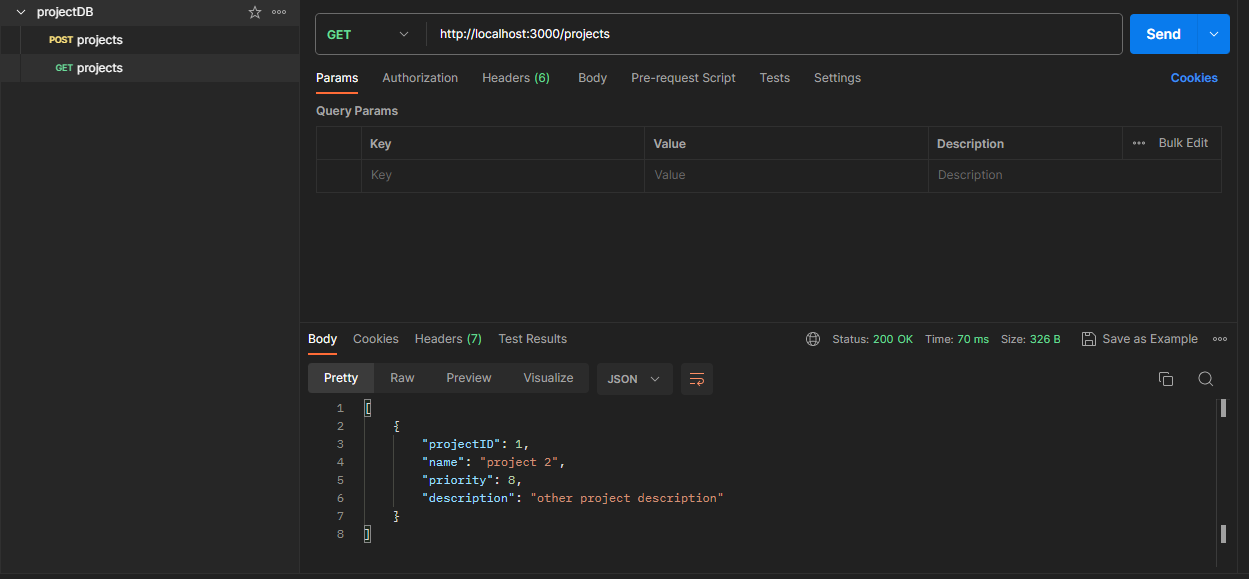 projectDB
POST projects
GET projects
GET http://localhost:3000/projects Send
Params Authorization Headers (6) Body Pre-request Script Tests Settings Cookies
Query Params
Key Value Description Bulk Edit
Key Value Description
Body Cookies Headers (7) Test Results Status: 200 OK Time: 70 ms Size: 326 B Save as Example
Pretty Raw Preview Visualize JSON
1 [
2 {
3 "projectID": 1,
4 "name": "project 2",
5 "priority": 8,
6 "description": "other project description"
7 }
8 ]